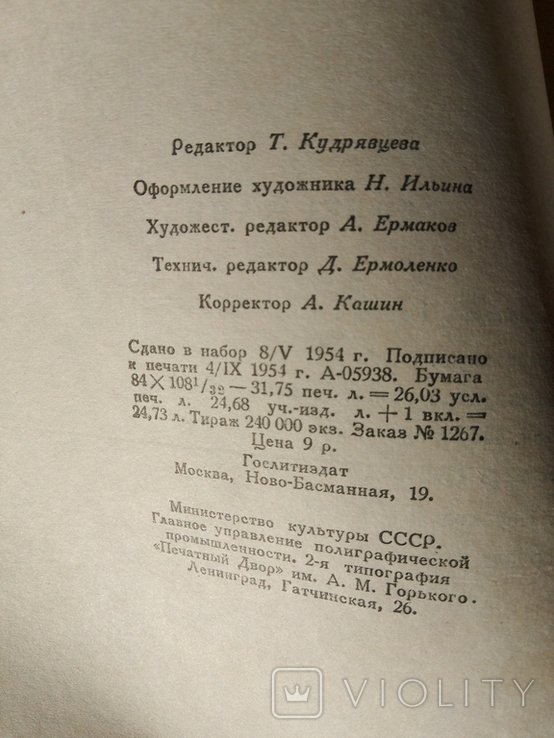 Редактор Т. Кудрявцева
Оформление художника Н. Ильина
Художест. редактор А. Ермаков
Технич. редактор Д. Ермоленко
Корректор А. Кашин
Сдано в набор 8/V 1954 г. Подписано
к печати 4/IX 1954 г. А-05938. Бумага
84×108¹/₃₂—31,75 печ. л.=26,03 усл.
печ. л. 24,68 уч.-изд. л. +1 вкл.=
24,73 л. Тираж 240 000 экз. Заказ № 1267.
Цена 9 р.
Гослитиздат
Москва, Ново-Басманная, 19.
Министерство культуры СССР.
Главное управление полиграфической
промышленности. 2-я типография
«Печатный Двор» им. А. М. Горького.
Ленинград, Гатчинская, 26.
VIOLITY